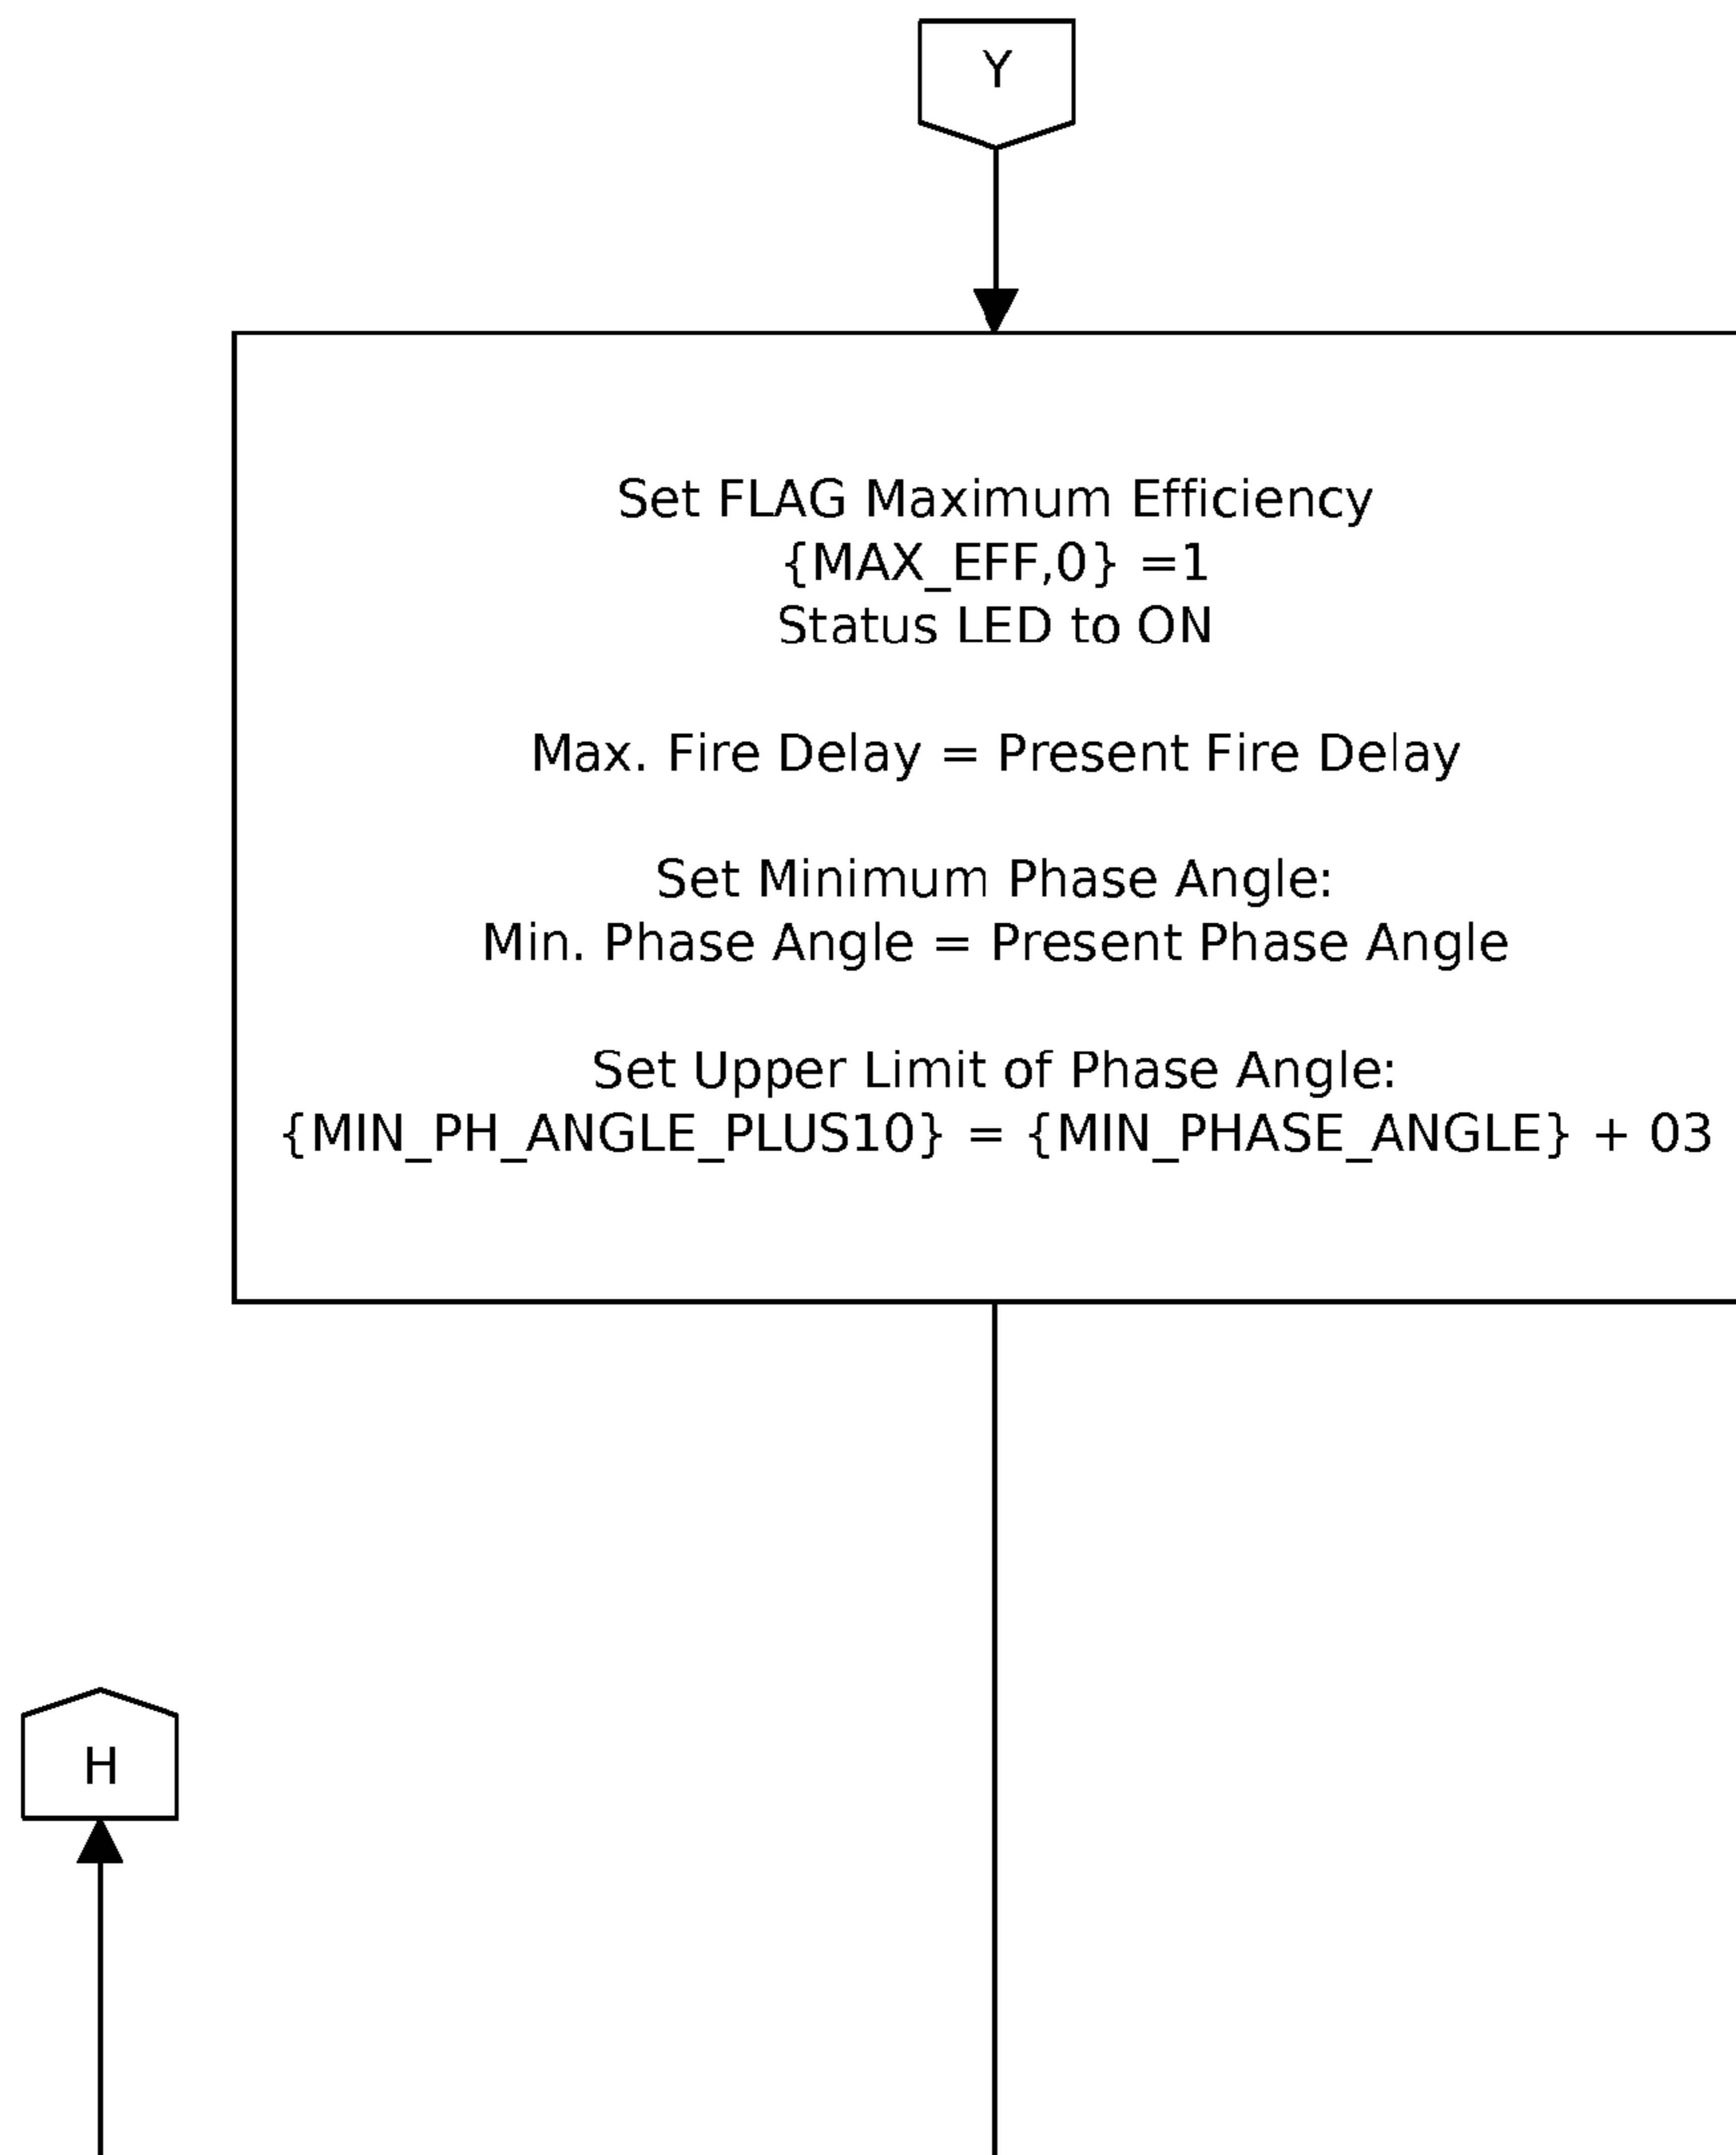 Y
Set FLAG Maximum Efficiency
{MAX_EFF,0} =1
Status LED to ON
Max. Fire Delay = Present Fire Delay
Set Minimum Phase Angle:
Min. Phase Angle = Present Phase Angle
Set Upper Limit of Phase Angle:
{MIN_PH_ANGLE_PLUS10} = {MIN_PHASE_ANGLE} + 03
H